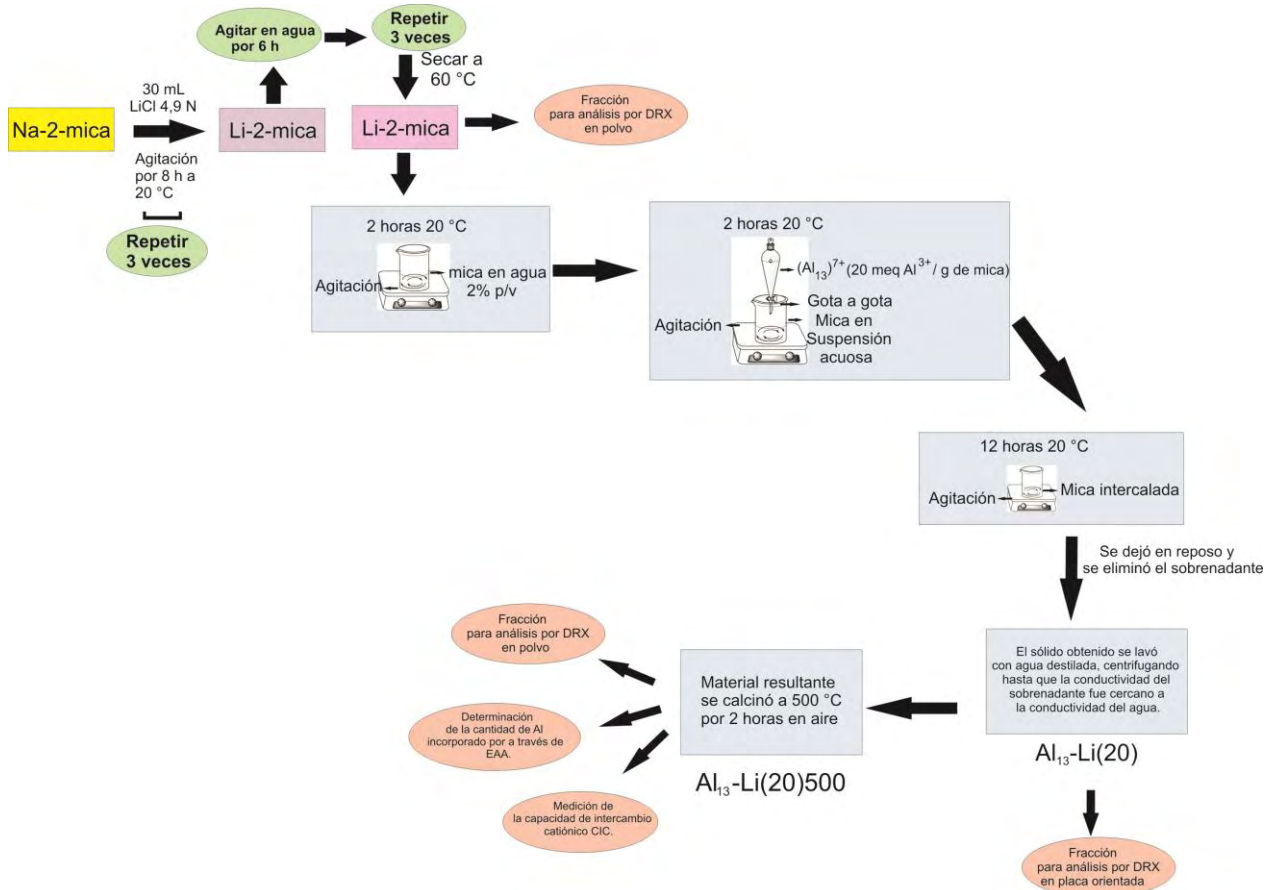 Agitar en agua
por 6 h
Repetir
3 veces
Secar a
60 °C
30 mL
LiCl 4,9 N
Na-2-mica
Li-2-mica
Li-2-mica
Fracción
para análisis por DRX
en polvo
Agitación
por 8 h a
20 °C
Repetir
3 veces
2 horas 20 °C
Agitación
mica en agua
2% p/v
2 horas 20 °C
(Al₁₃)⁷⁺ (20 meq Al³⁺/ g de mica)
Gota a gota
Agitación
Mica en
Suspensión
acuosa
12 horas 20 °C
Agitación
Mica intercalada
Se dejó en reposo y
se eliminó el sobrenadante
El sólido obtenido se lavó
con agua destilada, centrifugando
hasta que la conductividad del
sobrenadante fue cercano a
la conductividad del agua.
Al₁₃-Li(20)
Fracción
para análisis por DRX
en placa orientada
Material resultante
se calcinó a 500 °C
por 2 horas en aire
Al₁₃-Li(20)500
Fracción
para análisis por DRX
en polvo
Determinación
de la cantidad de Al
incorporado por a través de
EAA.
Medición de
la capacidad de intercambio
catiónico CIC.